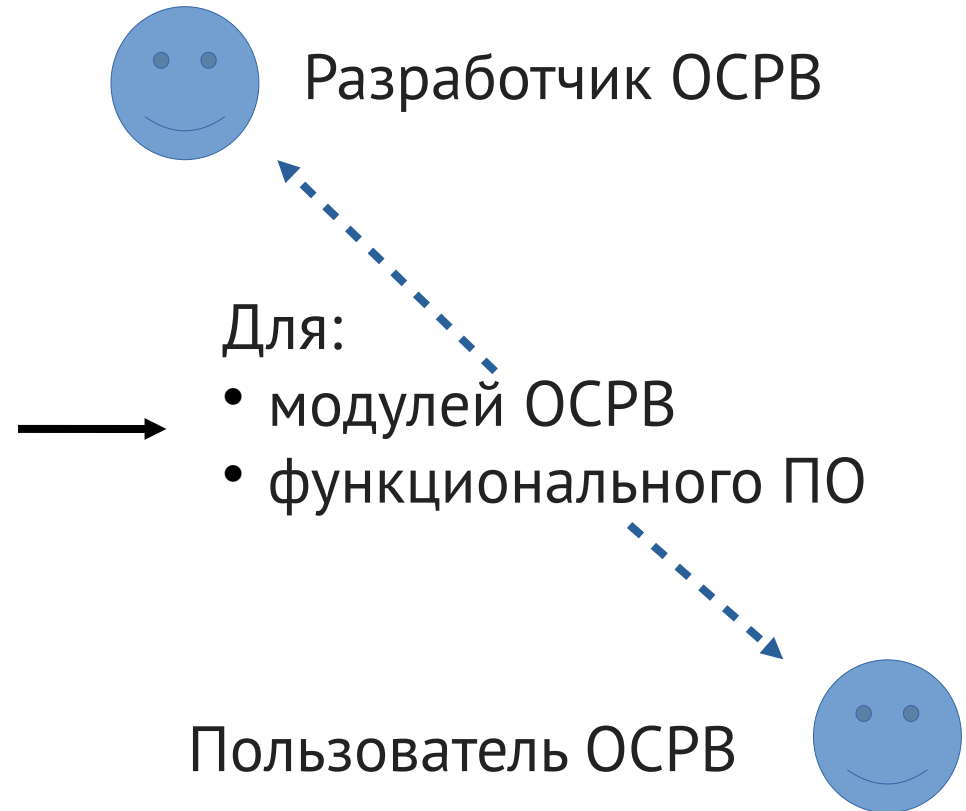 Разработчик ОСРВ
Для:
• модулей ОСРВ
• функционального ПО
Пользователь ОСРВ